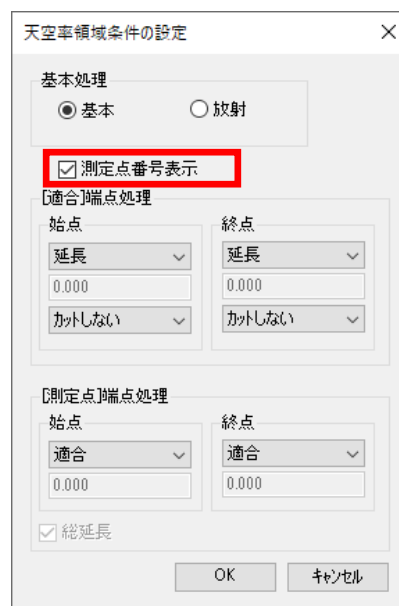 天空率領域条件の設定
基本処理
基本 放射
測定点番号表示
[適合]端点処理
始点 終点
延長 延長
0.000 0.000
ｶｯﾄしない ｶｯﾄしない
[測定点]端点処理
始点 終点
適合 適合
0.000 0.000
総延長
OK ｷｬﾝｾﾙ